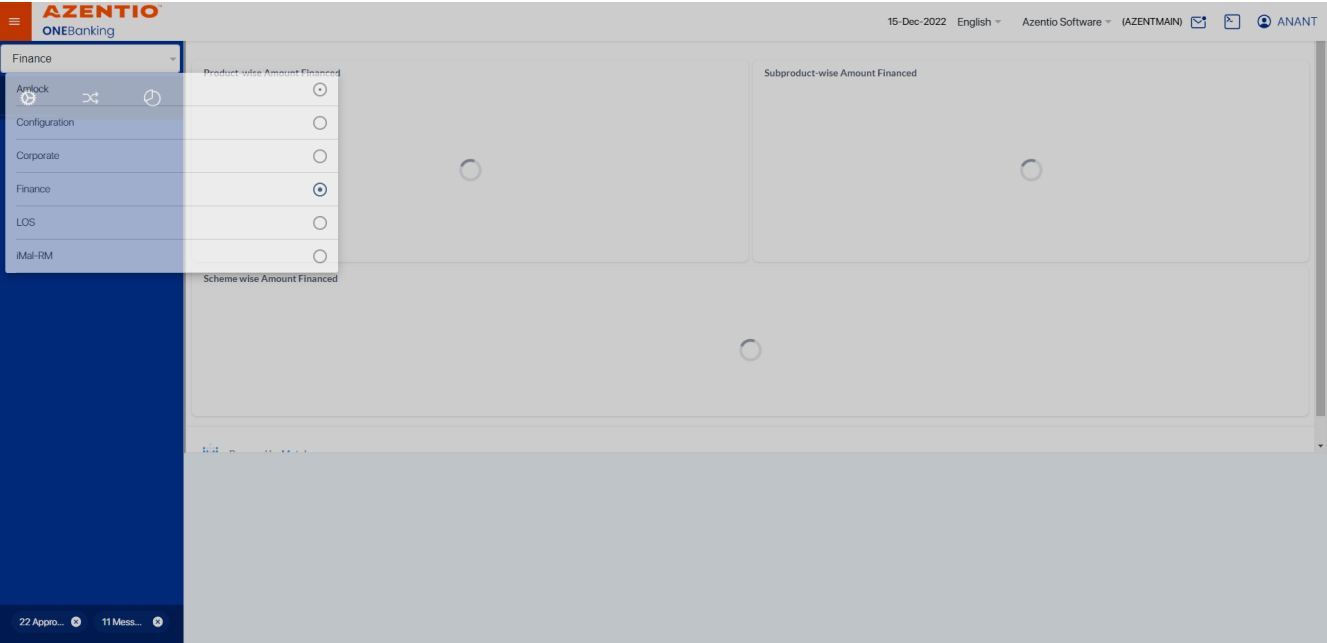 AZENTIO
ONEBanking
15-Dec-2022 English Azentio Software (AZENTMAIN) ANANT
Finance
Product-wise Amount Financed
Subproduct-wise Amount Financed
Amlock
Configuration
Corporate
Finance
LOS
iMal-RM
Scheme wise Amount Financed
22 Appro...
11 Mess...